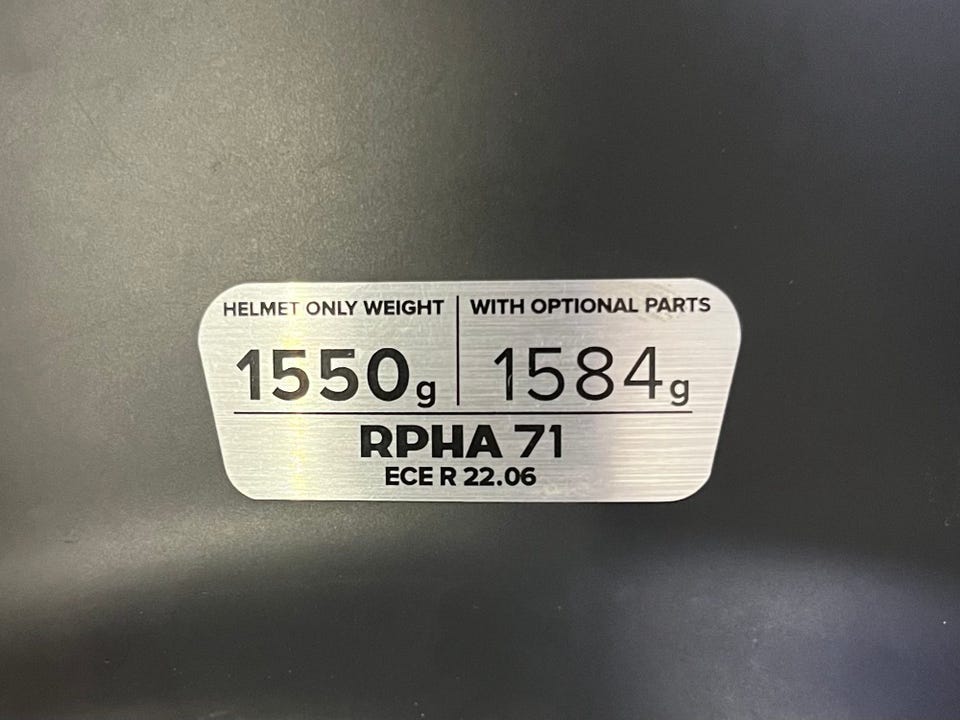 HELMET ONLY WEIGHT | WITH OPTIONAL PARTS
1550g | 1584g
RPHA 71
ECE R 22.06